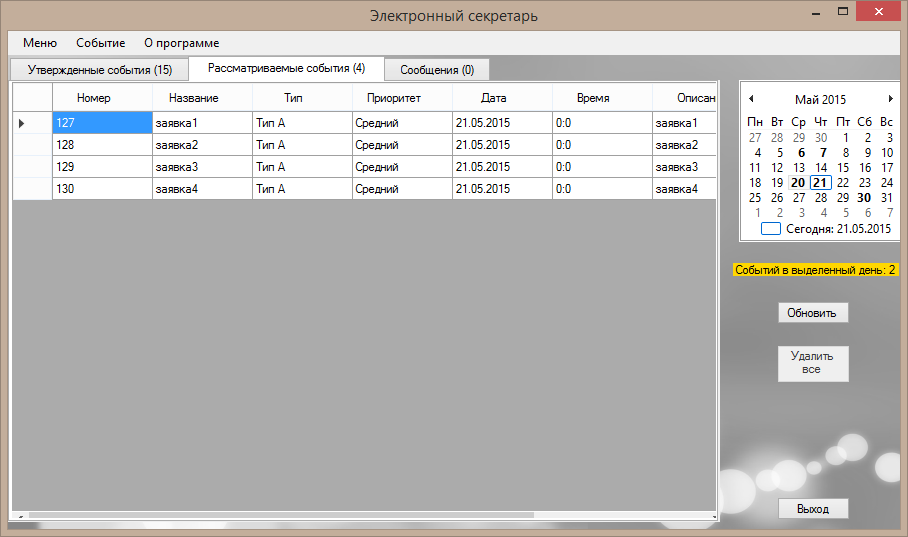 Электронный секретарь
Меню Событие О программе
Утвержденные события (15) Рассматриваемые события (4) Сообщения (0)
Номер Название Тип Приоритет Дата Время Описан
127 заявка1 Тип А Средний 21.05.2015 0:0 заявка1
128 заявка2 Тип А Средний 21.05.2015 0:0 заявка2
129 заявка3 Тип А Средний 21.05.2015 0:0 заявка3
130 заявка4 Тип А Средний 21.05.2015 0:0 заявка4
Май 2015
Пн Вт Ср Чт Пт Сб Вс
27 28 29 30 1 2 3
4 5 6 7 8 9 10
11 12 13 14 15 16 17
18 19 20 21 22 23 24
25 26 27 28 29 30 31
1 2 3 4 5 6 7
Сегодня: 21.05.2015
Событий в выделенный день: 2
Обновить
Удалить
все
Выход